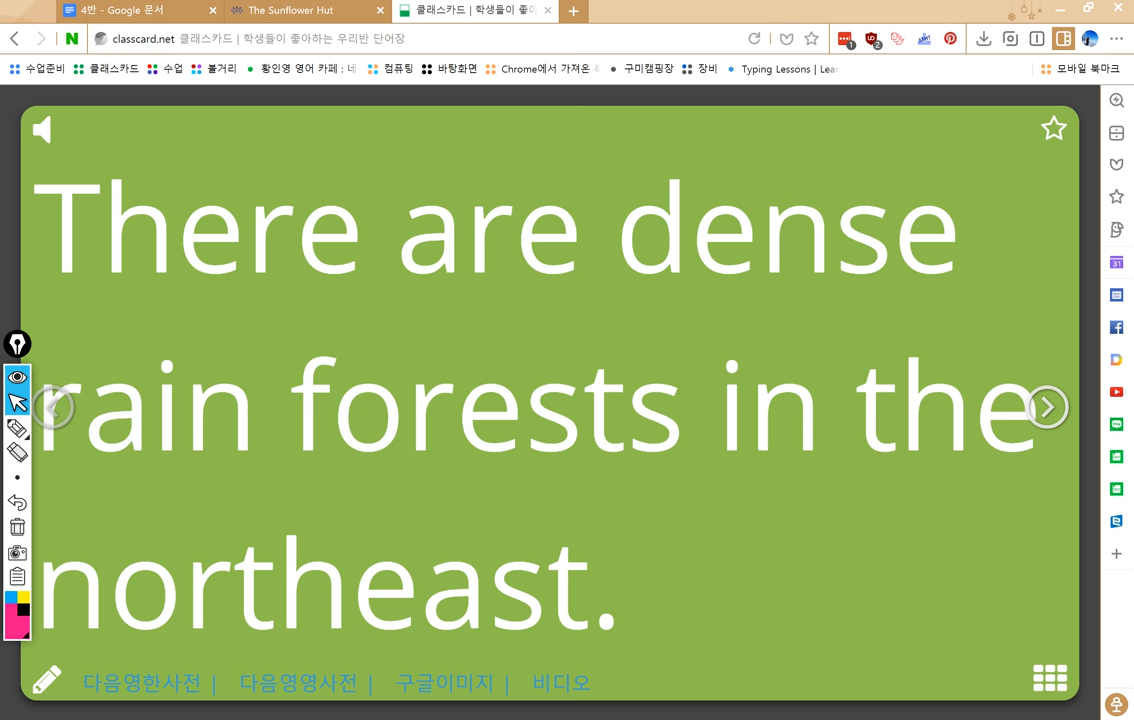 4반 - Google 문서
The Sunflower Hut
클래스카드 | 학생들이 좋아
classcard.net 클래스카드 | 학생들이 좋아하는 우리반 단어장
수업준비 클래스카드 수업 볼거리 황인영 영어 카페 : 네 컴퓨팅 바탕화면 Chrome에서 가져온 구미캠핑장 장비 Typing Lessons | Lear 모바일 북마크
There are dense
rain forests in the
northeast.
다음영한사전 | 다음영영사전 | 구글이미지 | 비디오